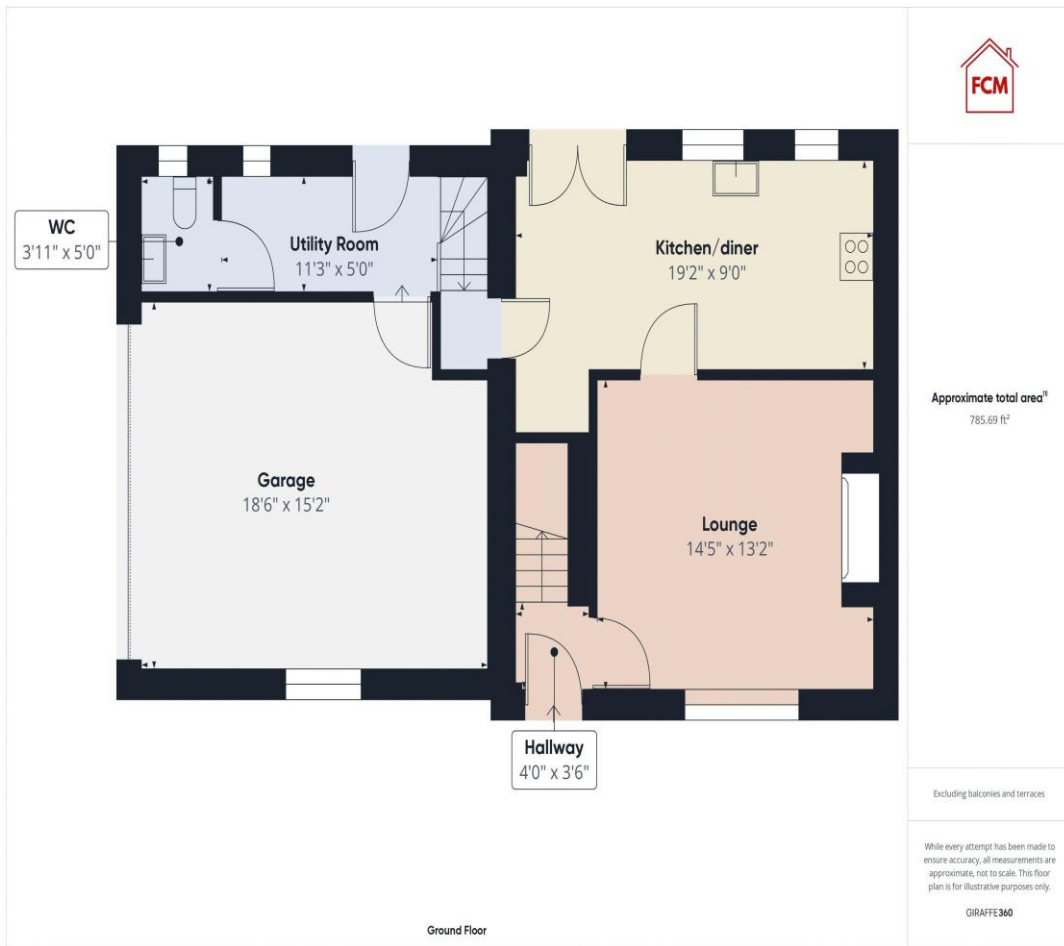 FCM
WC
3'11" x 5'0"
Utility Room
11'3" x 5'0"
Kitchen/diner
19'2" x 9'0"
Garage
18'6" x 15'2"
Lounge
14'5" x 13'2"
Hallway
4'0" x 3'6"
Ground Floor
Approximate total area⁽¹⁾
785.69 ft²
Excluding balconies and terraces
While every attempt has been made to
ensure accuracy, all measurements are
approximate, not to scale. This floor
plan is for illustrative purposes only.
GIRAFFE360